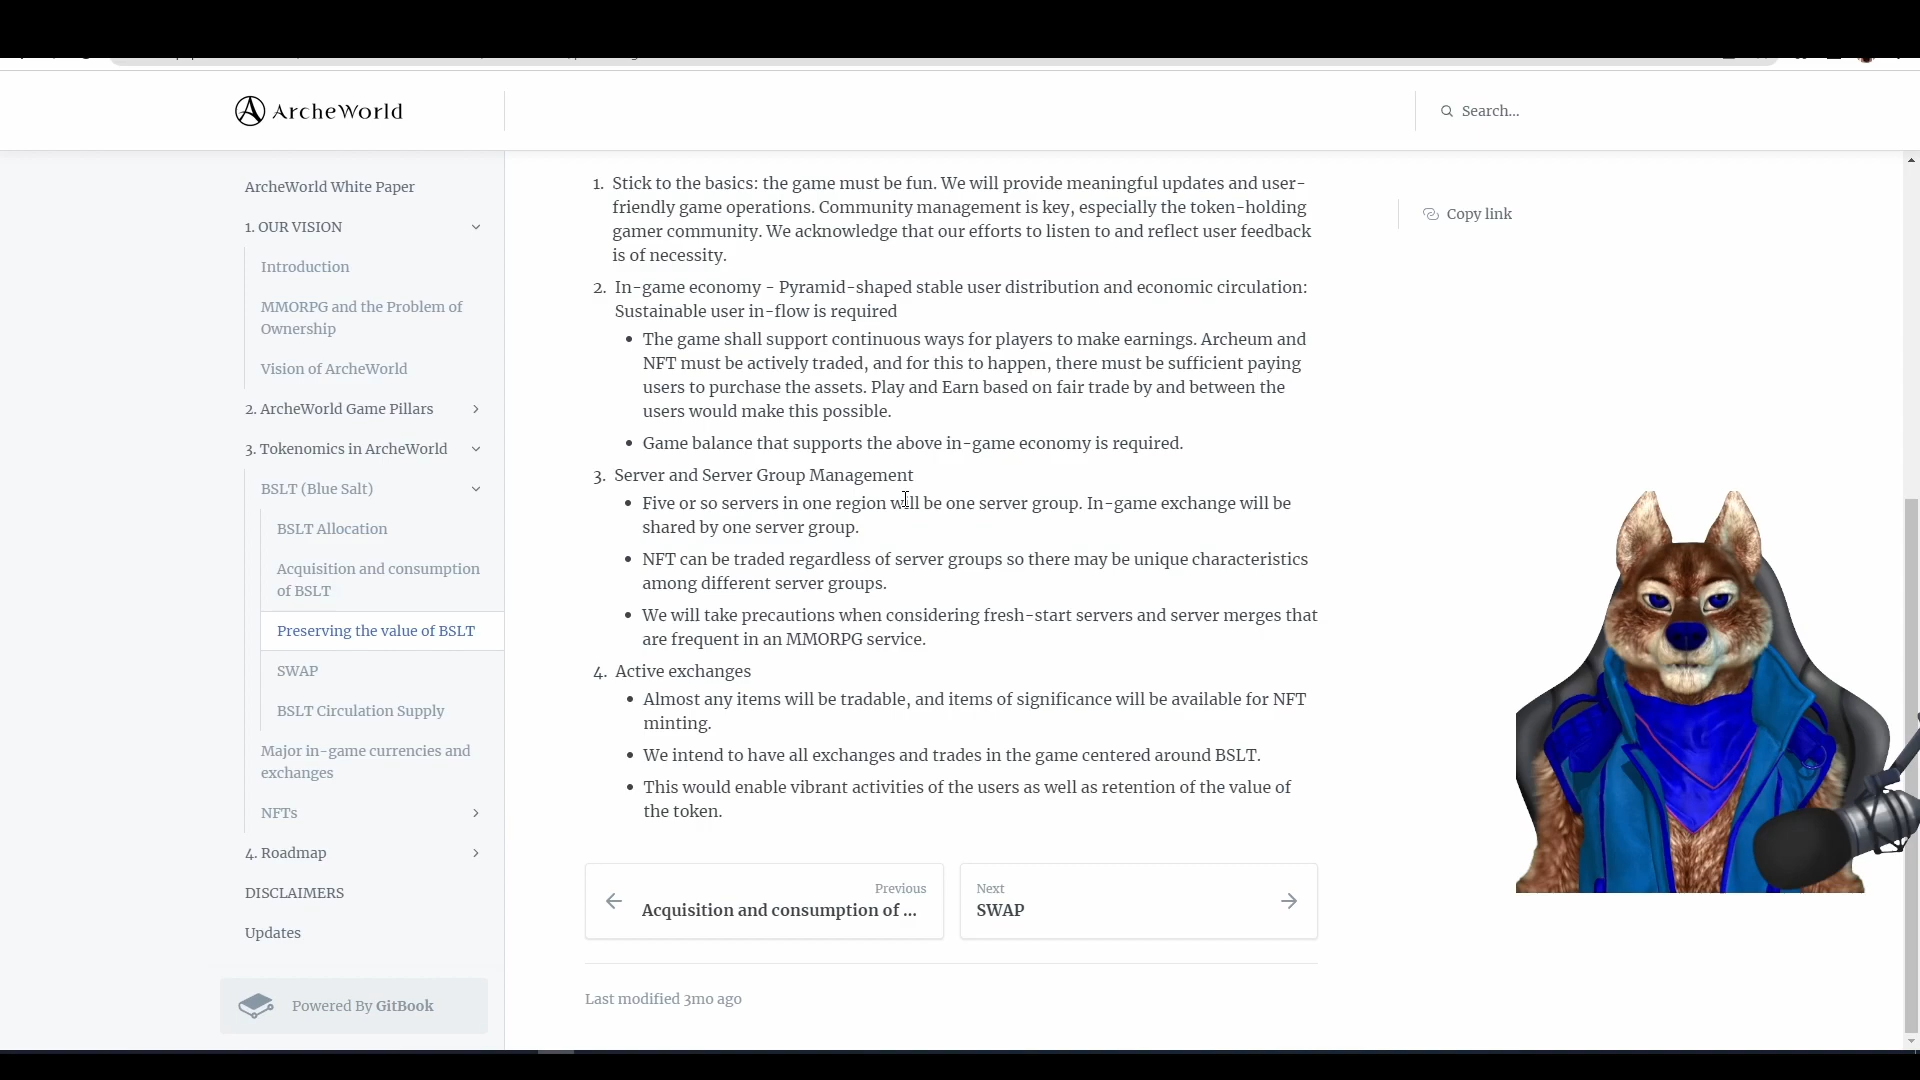 ArcheWorld
Search...
ArcheWorld White Paper
1. OUR VISION
Introduction
MMORPG and the Problem of
Ownership
Vision of ArcheWorld
2. ArcheWorld Game Pillars
3. Tokenomics in ArcheWorld
BSLT (Blue Salt)
BSLT Allocation
Acquisition and consumption
of BSLT
Preserving the value of BSLT
SWAP
BSLT Circulation Supply
Major in-game currencies and
exchanges
NFTs
4. Roadmap
DISCLAIMERS
Updates
Powered By GitBook
1. Stick to the basics: the game must be fun. We will provide meaningful updates and user-
friendly game operations. Community management is key, especially the token-holding
gamer community. We acknowledge that our efforts to listen to and reflect user feedback
is of necessity.
2. In-game economy - Pyramid-shaped stable user distribution and economic circulation:
Sustainable user in-flow is required
• The game shall support continuous ways for players to make earnings. Archeum and
NFT must be actively traded, and for this to happen, there must be sufficient paying
users to purchase the assets. Play and Earn based on fair trade by and between the
users would make this possible.
• Game balance that supports the above in-game economy is required.
3. Server and Server Group Management
• Five or so servers in one region will be one server group. In-game exchange will be
shared by one server group.
• NFT can be traded regardless of server groups so there may be unique characteristics
among different server groups.
• We will take precautions when considering fresh-start servers and server merges that
are frequent in an MMORPG service.
4. Active exchanges
• Almost any items will be tradable, and items of significance will be available for NFT
minting.
• We intend to have all exchanges and trades in the game centered around BSLT.
• This would enable vibrant activities of the users as well as retention of the value of
the token.
Previous
Acquisition and consumption of ...
Next
SWAP
Last modified 3mo ago
Copy link